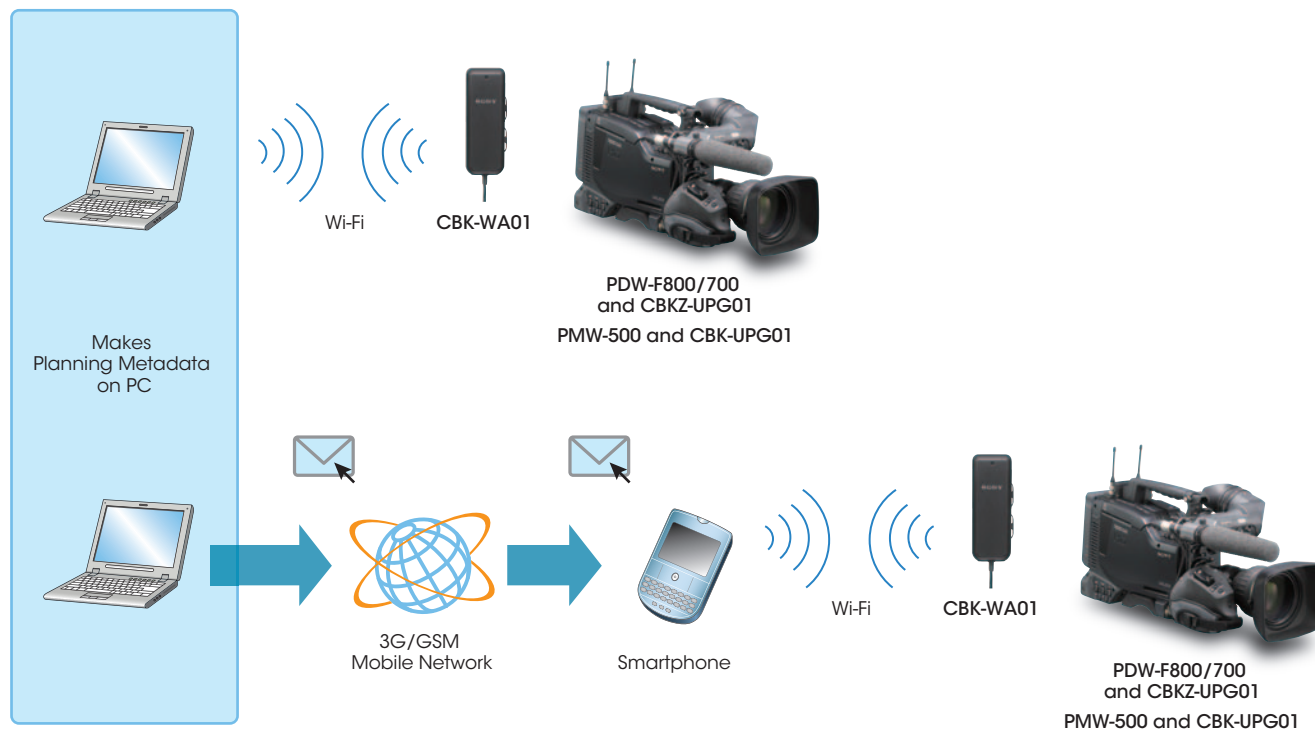 Wi-Fi
CBK-WA01
PDW-F800/700
and CBKZ-UPG01
PMW-500 and CBK-UPG01
Makes
Planning Metadata
on PC
3G/GSM
Mobile Network
Smartphone
Wi-Fi
CBK-WA01
PDW-F800/700
and CBKZ-UPG01
PMW-500 and CBK-UPG01